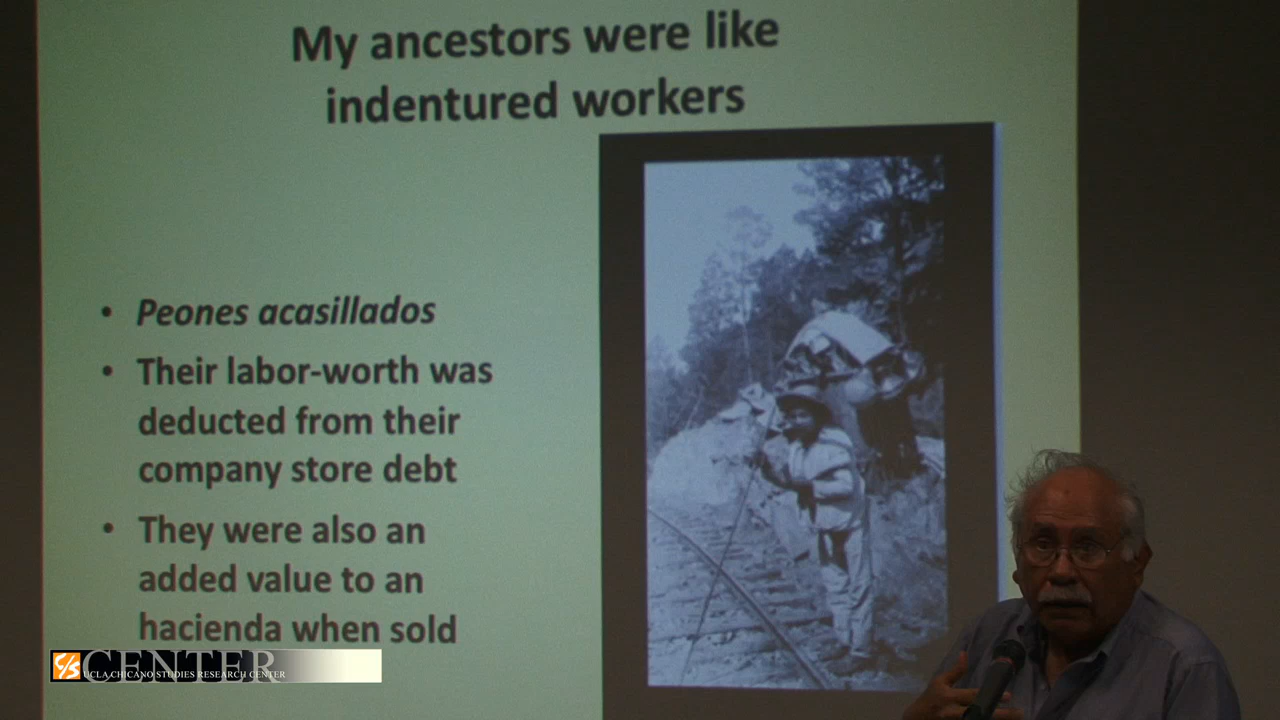 My ancestors were like
indentured workers
• Peones acasillados
• Their labor-worth was
deducted from their
company store debt
• They were also an
added value to an
hacienda when sold
CENTER
UCLA CHICANO STUDIES RESEARCH CENTER